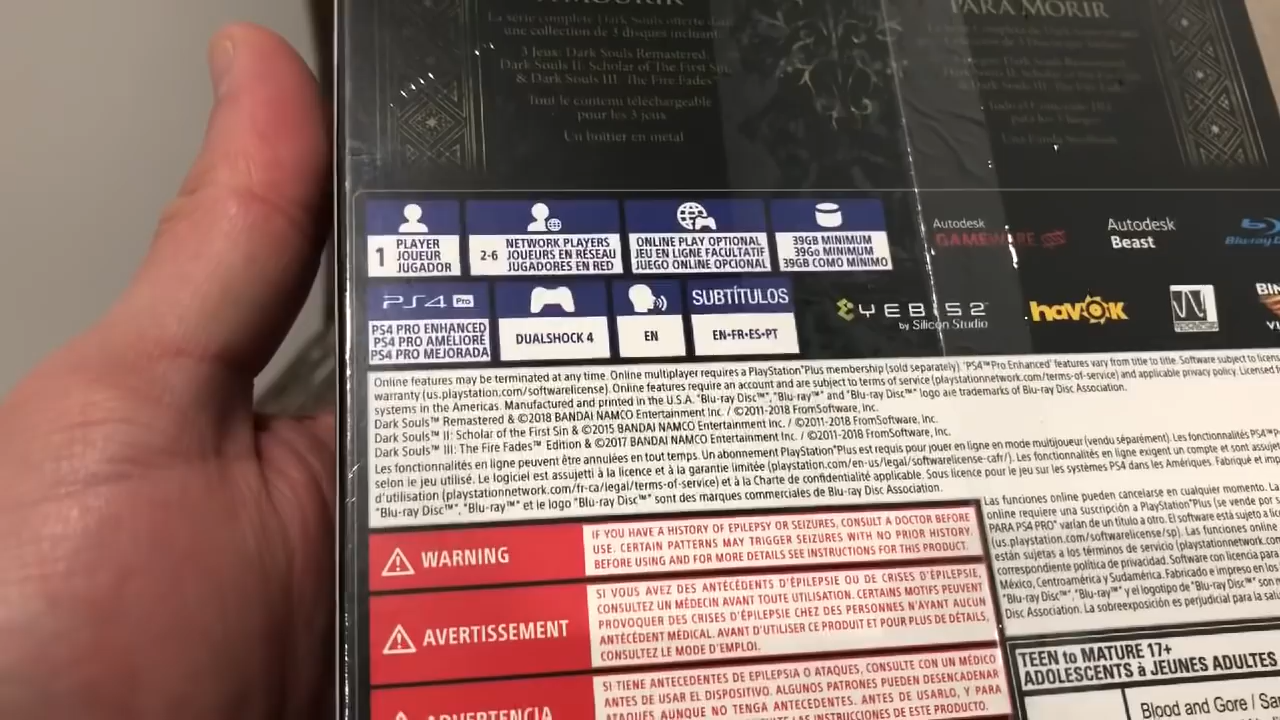 MOURIR
La série complète Dark Souls offerte dans
une collection de 3 disques incluant
3 Jeux: Dark Souls Remastered,
Dark Souls II: Scholar of The First Sin,
& Dark Souls III: The Fire Fades
Tout le contenu téléchargeable
pour les 3 jeux
Un boîtier en métal
PARA MORIR
1 PLAYER
JOUEUR
JUGADOR
2-6 NETWORK PLAYERS
JOUEURS EN RÉSEAU
JUGADORES EN RED
ONLINE PLAY OPTIONAL
JEU EN LIGNE FACULTATIF
JUEGO ONLINE OPCIONAL
39GB MINIMUM
39Go MINIMUM
39GB COMO MÍNIMO
Autodesk
GAMEWARE
Autodesk
Beast
Blu-ray D
PS4 Pro
PS4 PRO ENHANCED
PS4 PRO AMÉLIORÉ
PS4 PRO MEJORADA
DUALSHOCK 4
EN
SUBTÍTULOS
EN•FR•ES•PT
YEBIS 2
by Silicon Studio
havok
BIN
Online features may be terminated at any time. Online multiplayer requires a PlayStation®Plus membership (sold separately). 'PS4™Pro Enhanced' features vary from title to title. Software subject to licens
warranty (us.playstation.com/softwarelicense). Online features require an account and are subject to terms of service (playstationnetwork.com/terms-of-service) and applicable privacy policy. Licensed f
systems in the Americas. Manufactured and printed in the U.S.A. "Blu-ray Disc™", "Blu-ray™" and "Blu-ray Disc™" logo are trademarks of Blu-ray Disc Association.
Dark Souls™ Remastered & ©2018 BANDAI NAMCO Entertainment Inc. / ©2011-2018 FromSoftware, Inc.
Dark Souls™ II: Scholar of the First Sin & ©2015 BANDAI NAMCO Entertainment Inc. / ©2011-2018 FromSoftware, Inc.
Dark Souls™ III: The Fire Fades™ Edition & ©2017 BANDAI NAMCO Entertainment Inc. / ©2011-2018 FromSoftware, Inc.
Les fonctionnalités en ligne peuvent être annulées en tout temps. Un abonnement PlayStation®Plus est requis pour jouer en ligne en mode multijoueur (vendu séparément). Les fonctionnalités PS4™P
selon le jeu utilisé. Le logiciel est assujetti à la licence et à la garantie limitée (playstation.com/en-us/legal/softwarelicense-cafr/). Les fonctionnalités en ligne exigent un compte et sont assuje
d'utilisation (playstationnetwork.com/fr-ca/legal/terms-of-service) et à la Charte de confidentialité applicable. Sous licence pour le jeu sur les systèmes PS4 dans les Amériques. Fabriqué et imp
"Blu-ray Disc™", "Blu-ray™" et le logo "Blu-ray Disc™" sont des marques commerciales de Blu-ray Disc Association.
Las funciones online pueden cancelarse en cualquier momento. La
online requiere una suscripción a PlayStation®Plus (se vende por s
PARA PS4 PRO" varían de un título a otro. El software está sujeto a lic
(us.playstation.com/softwarelicense/sp). Las funciones online
están sujetas a los términos de servicio (playstationnetwork.com
correspondiente política de privacidad. Software con licencia para
México, Centroamérica y Sudamérica. Fabricado e impreso en los
"Blu-ray Disc™", "Blu-ray™" y el logotipo de "Blu-ray Disc™" son
Disc Association. La sobreexposición es perjudicial para la salu
WARNING
IF YOU HAVE A HISTORY OF EPILEPSY OR SEIZURES, CONSULT A DOCTOR BEFORE
USE. CERTAIN PATTERNS MAY TRIGGER SEIZURES WITH NO PRIOR HISTORY.
BEFORE USING AND FOR MORE DETAILS SEE INSTRUCTIONS FOR THIS PRODUCT.
AVERTISSEMENT
SI VOUS AVEZ DES ANTÉCÉDENTS D'ÉPILEPSIE OU DE CRISES D'ÉPILEPSIE,
CONSULTEZ UN MÉDECIN AVANT TOUTE UTILISATION. CERTAINS MOTIFS PEUVENT
PROVOQUER DES CRISES D'ÉPILEPSIE CHEZ DES PERSONNES N'AYANT AUCUN
ANTÉCÉDENT MÉDICAL. AVANT D'UTILISER CE PRODUIT ET POUR PLUS DE DÉTAILS,
CONSULTEZ LE MODE D'EMPLOI.
ADVERTENCIA
SI TIENE ANTECEDENTES DE EPILEPSIA O ATAQUES, CONSULTE CON UN MÉDICO
ANTES DE USAR EL DISPOSITIVO. ALGUNOS PATRONES PUEDEN DESENCADENAR
ATAQUES AUNQUE NO TENGA ANTECEDENTES. ANTES DE USARLO, Y PARA
LAS INSTRUCCIONES DE ESTE PRODUCTO.
TEEN to MATURE 17+
ADOLESCENTS à JEUNES ADULTES
Blood and Gore / Sa